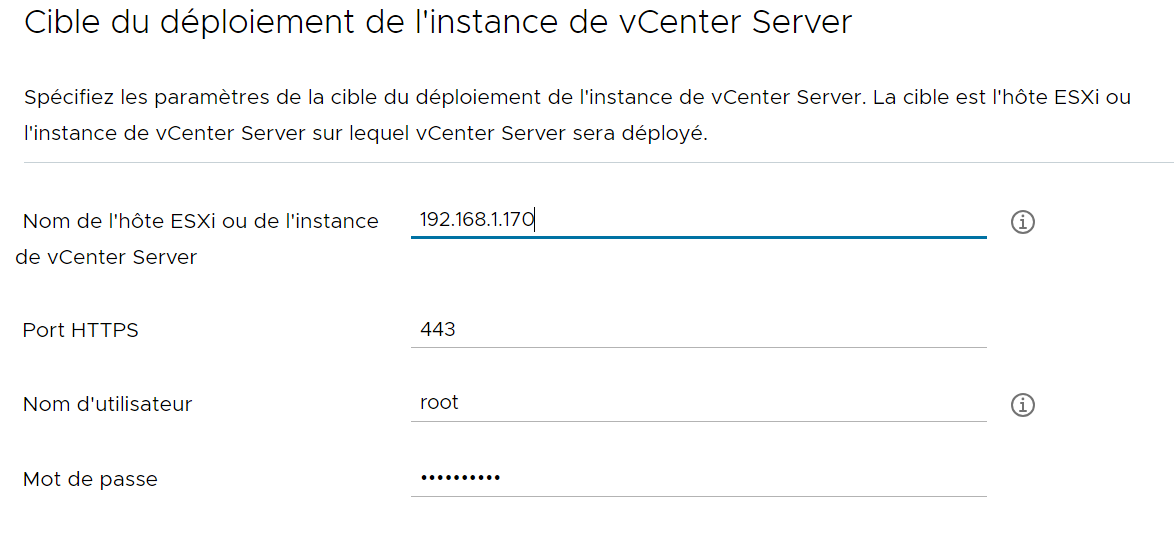 Cible du déploiement de l'instance de vCenter Server
Spécifiez les paramètres de la cible du déploiement de l'instance de vCenter Server. La cible est l'hôte ESXi ou
l'instance de vCenter Server sur lequel vCenter Server sera déployé.
Nom de l'hôte ESXi ou de l'instance 192.168.1.170
de vCenter Server
Port HTTPS 443
Nom d'utilisateur root
Mot de passe ••••••••••